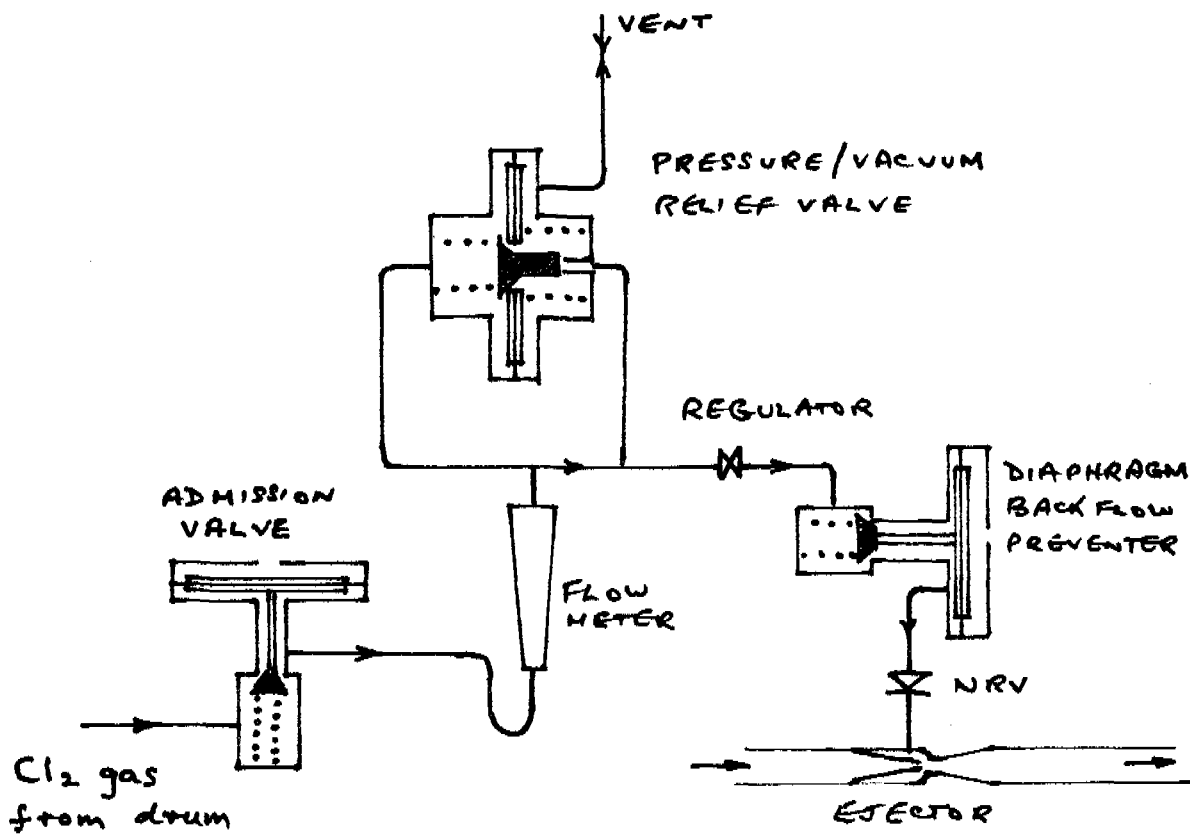 VENT
PRESSURE/VACUUM
RELIEF VALVE
REGULATOR
ADMISSION
VALVE
DIAPHRAGM
BACK FLOW
PREVENTER
FLOW
METER
NRV
Cl₂ gas
from drum
EJECTOR